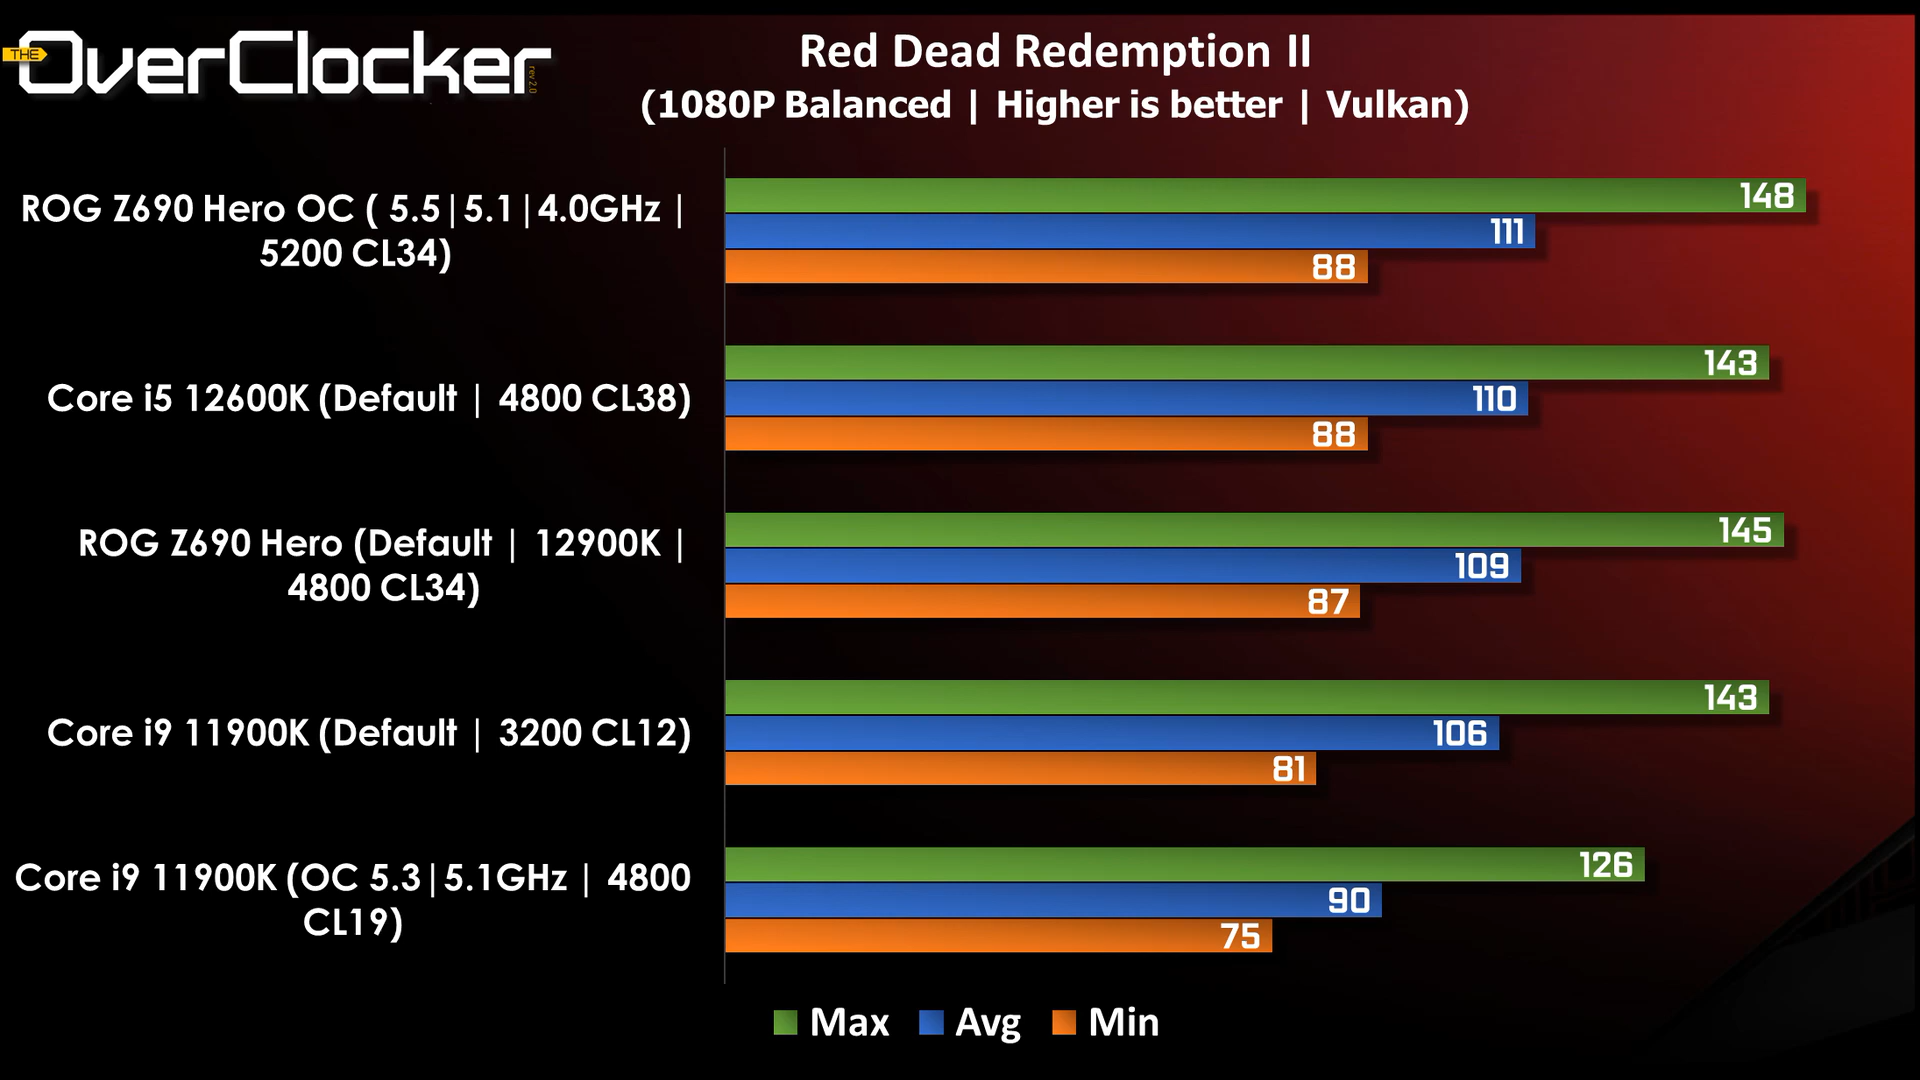 THE
OverClocker
rev 2.0
Red Dead Redemption II
(1080P Balanced | Higher is better | Vulkan)
ROG Z690 Hero OC ( 5.5|5.1|4.0GHz |
5200 CL34)
148
111
88
Core i5 12600K (Default | 4800 CL38)
143
110
88
ROG Z690 Hero (Default | 12900K |
4800 CL34)
145
109
87
Core i9 11900K (Default | 3200 CL12)
143
106
81
Core i9 11900K (OC 5.3|5.1GHz | 4800
CL19)
126
90
75
Max Avg Min